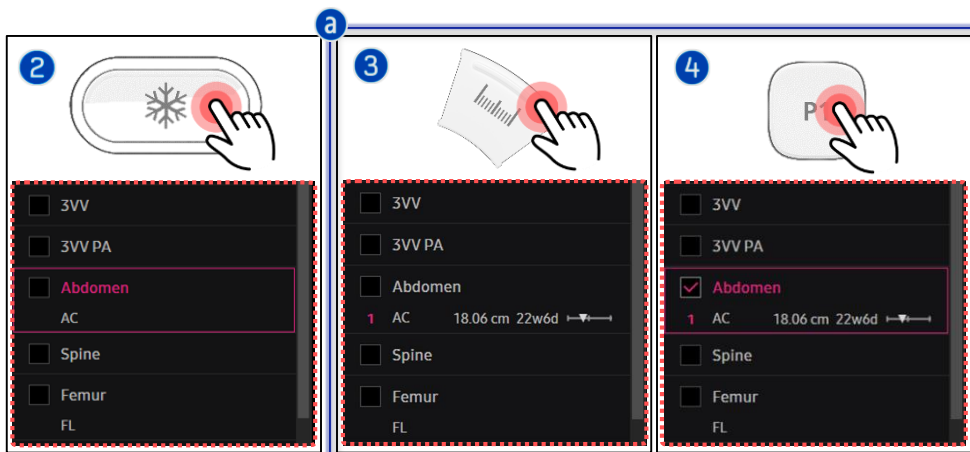 a
2
3VV
3VV PA
Abdomen
AC
Spine
Femur
FL
3
3VV
3VV PA
Abdomen
1 AC 18.06 cm 22w6d
Spine
Femur
FL
4
P1
3VV
3VV PA
Abdomen
1 AC 18.06 cm 22w6d
Spine
Femur
FL